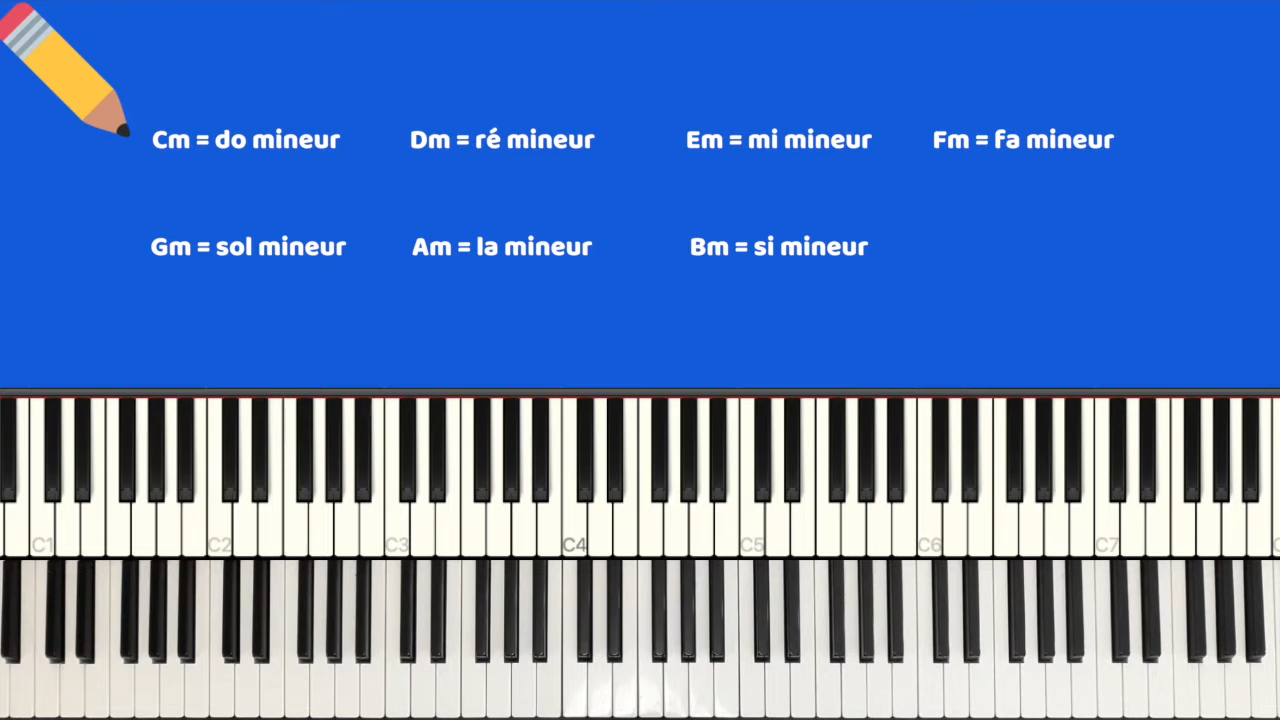 Cm = do mineur Dm = ré mineur Em = mi mineur Fm = fa mineur
Gm = sol mineur Am = la mineur Bm = si mineur
C1 C2 C3 C4 C5 C6 C7